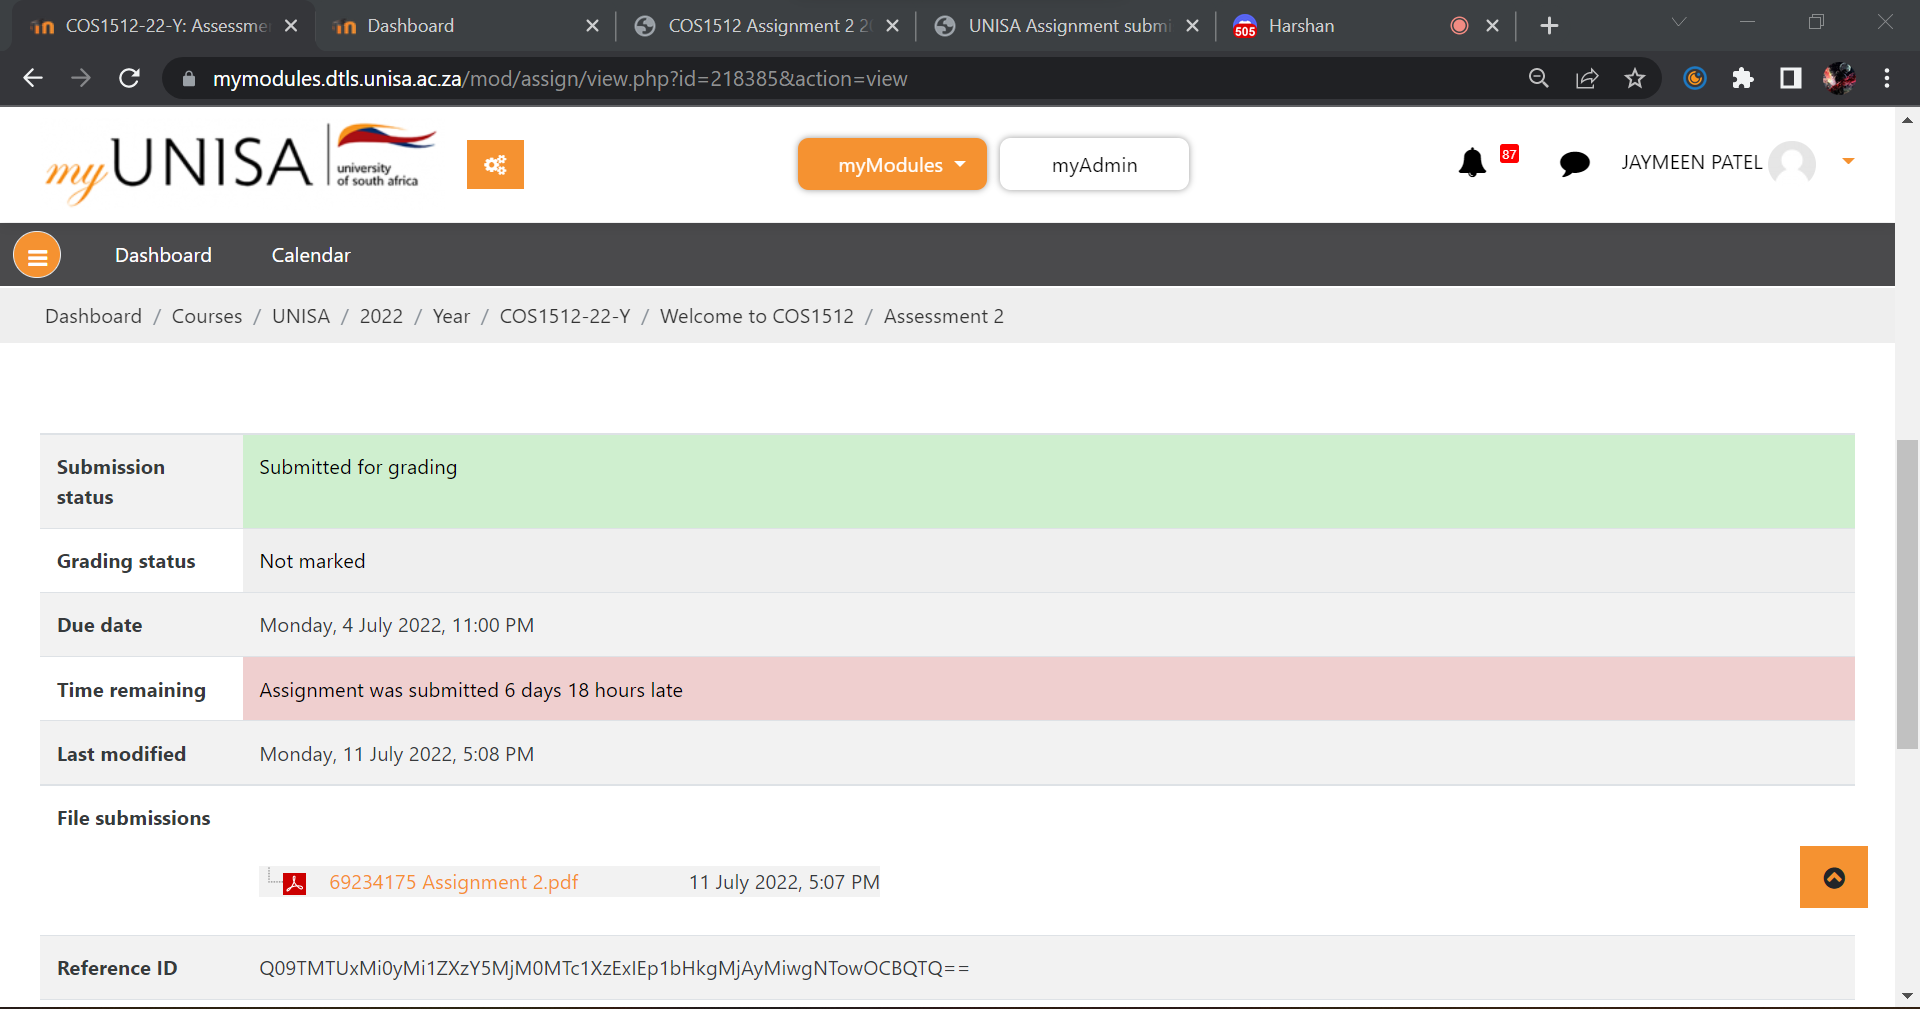 COS1512-22-Y: Assessme
Dashboard
COS1512 Assignment 2 20
UNISA Assignment submi
505
Harshan
mymodules.dtls.unisa.ac.za/mod/assign/view.php?id=218385&action=view
myUNISA
university
of south africa
myModules
myAdmin
87
JAYMEEN PATEL
Dashboard
Calendar
Dashboard / Courses / UNISA / 2022 / Year / COS1512-22-Y / Welcome to COS1512 / Assessment 2
Submission status
Submitted for grading
Grading status
Not marked
Due date
Monday, 4 July 2022, 11:00 PM
Time remaining
Assignment was submitted 6 days 18 hours late
Last modified
Monday, 11 July 2022, 5:08 PM
File submissions
69234175 Assignment 2.pdf
11 July 2022, 5:07 PM
Reference ID
Q09TMTUxMi0yMi1ZXzY5MjM0MTc1XzExIEp1bHkgMjAyMiwgNTowOCBQTQ==